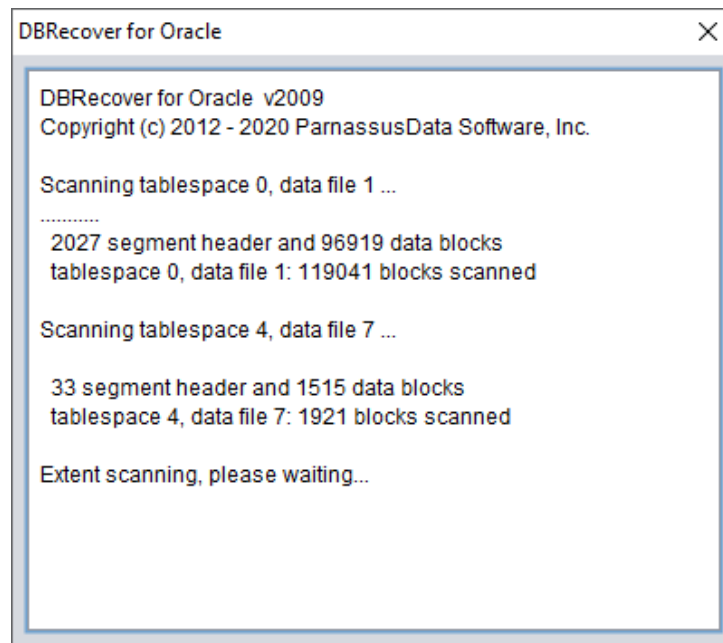 DBRecover for Oracle
DBRecover for Oracle v2009
Copyright (c) 2012 - 2020 ParnassusData Software, Inc.
Scanning tablespace 0, data file 1 ...
...........
2027 segment header and 96919 data blocks
tablespace 0, data file 1: 119041 blocks scanned
Scanning tablespace 4, data file 7 ...
33 segment header and 1515 data blocks
tablespace 4, data file 7: 1921 blocks scanned
Extent scanning, please waiting...